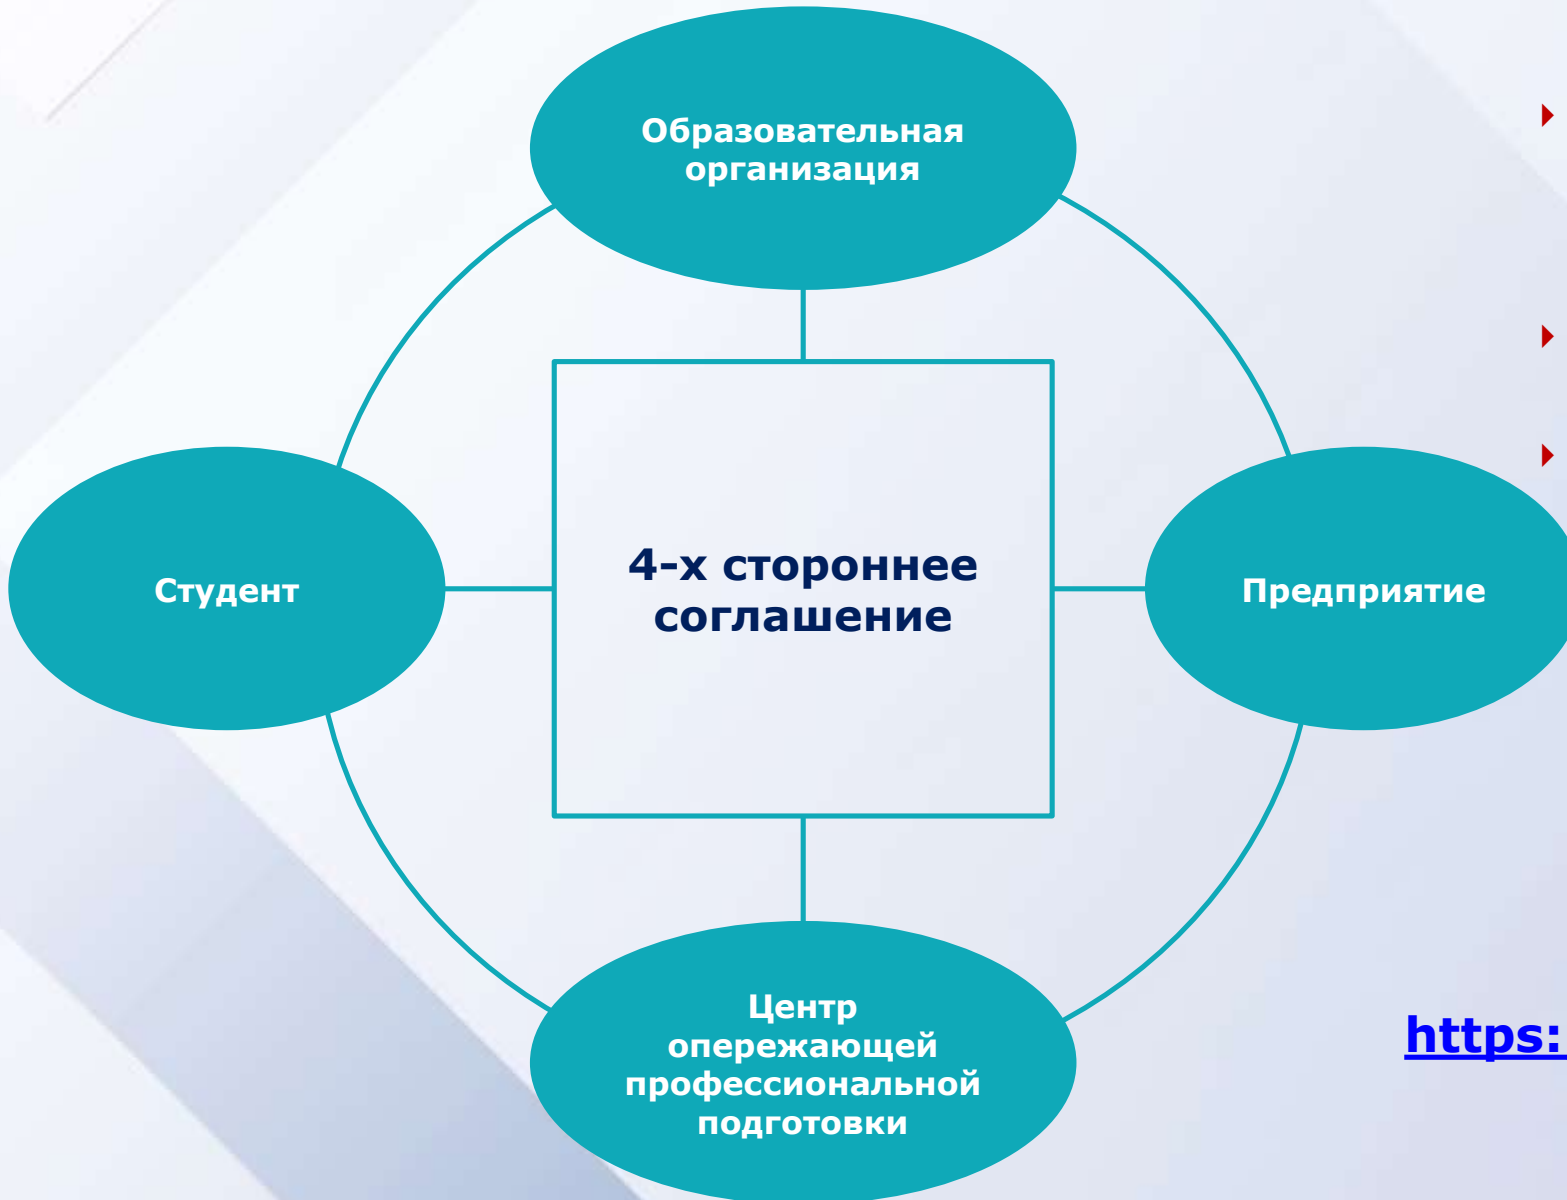 Образовательная
организация
Студент
4-х стороннее
соглашение
Предприятие
Центр
опережающей
профессиональной
подготовки
https: